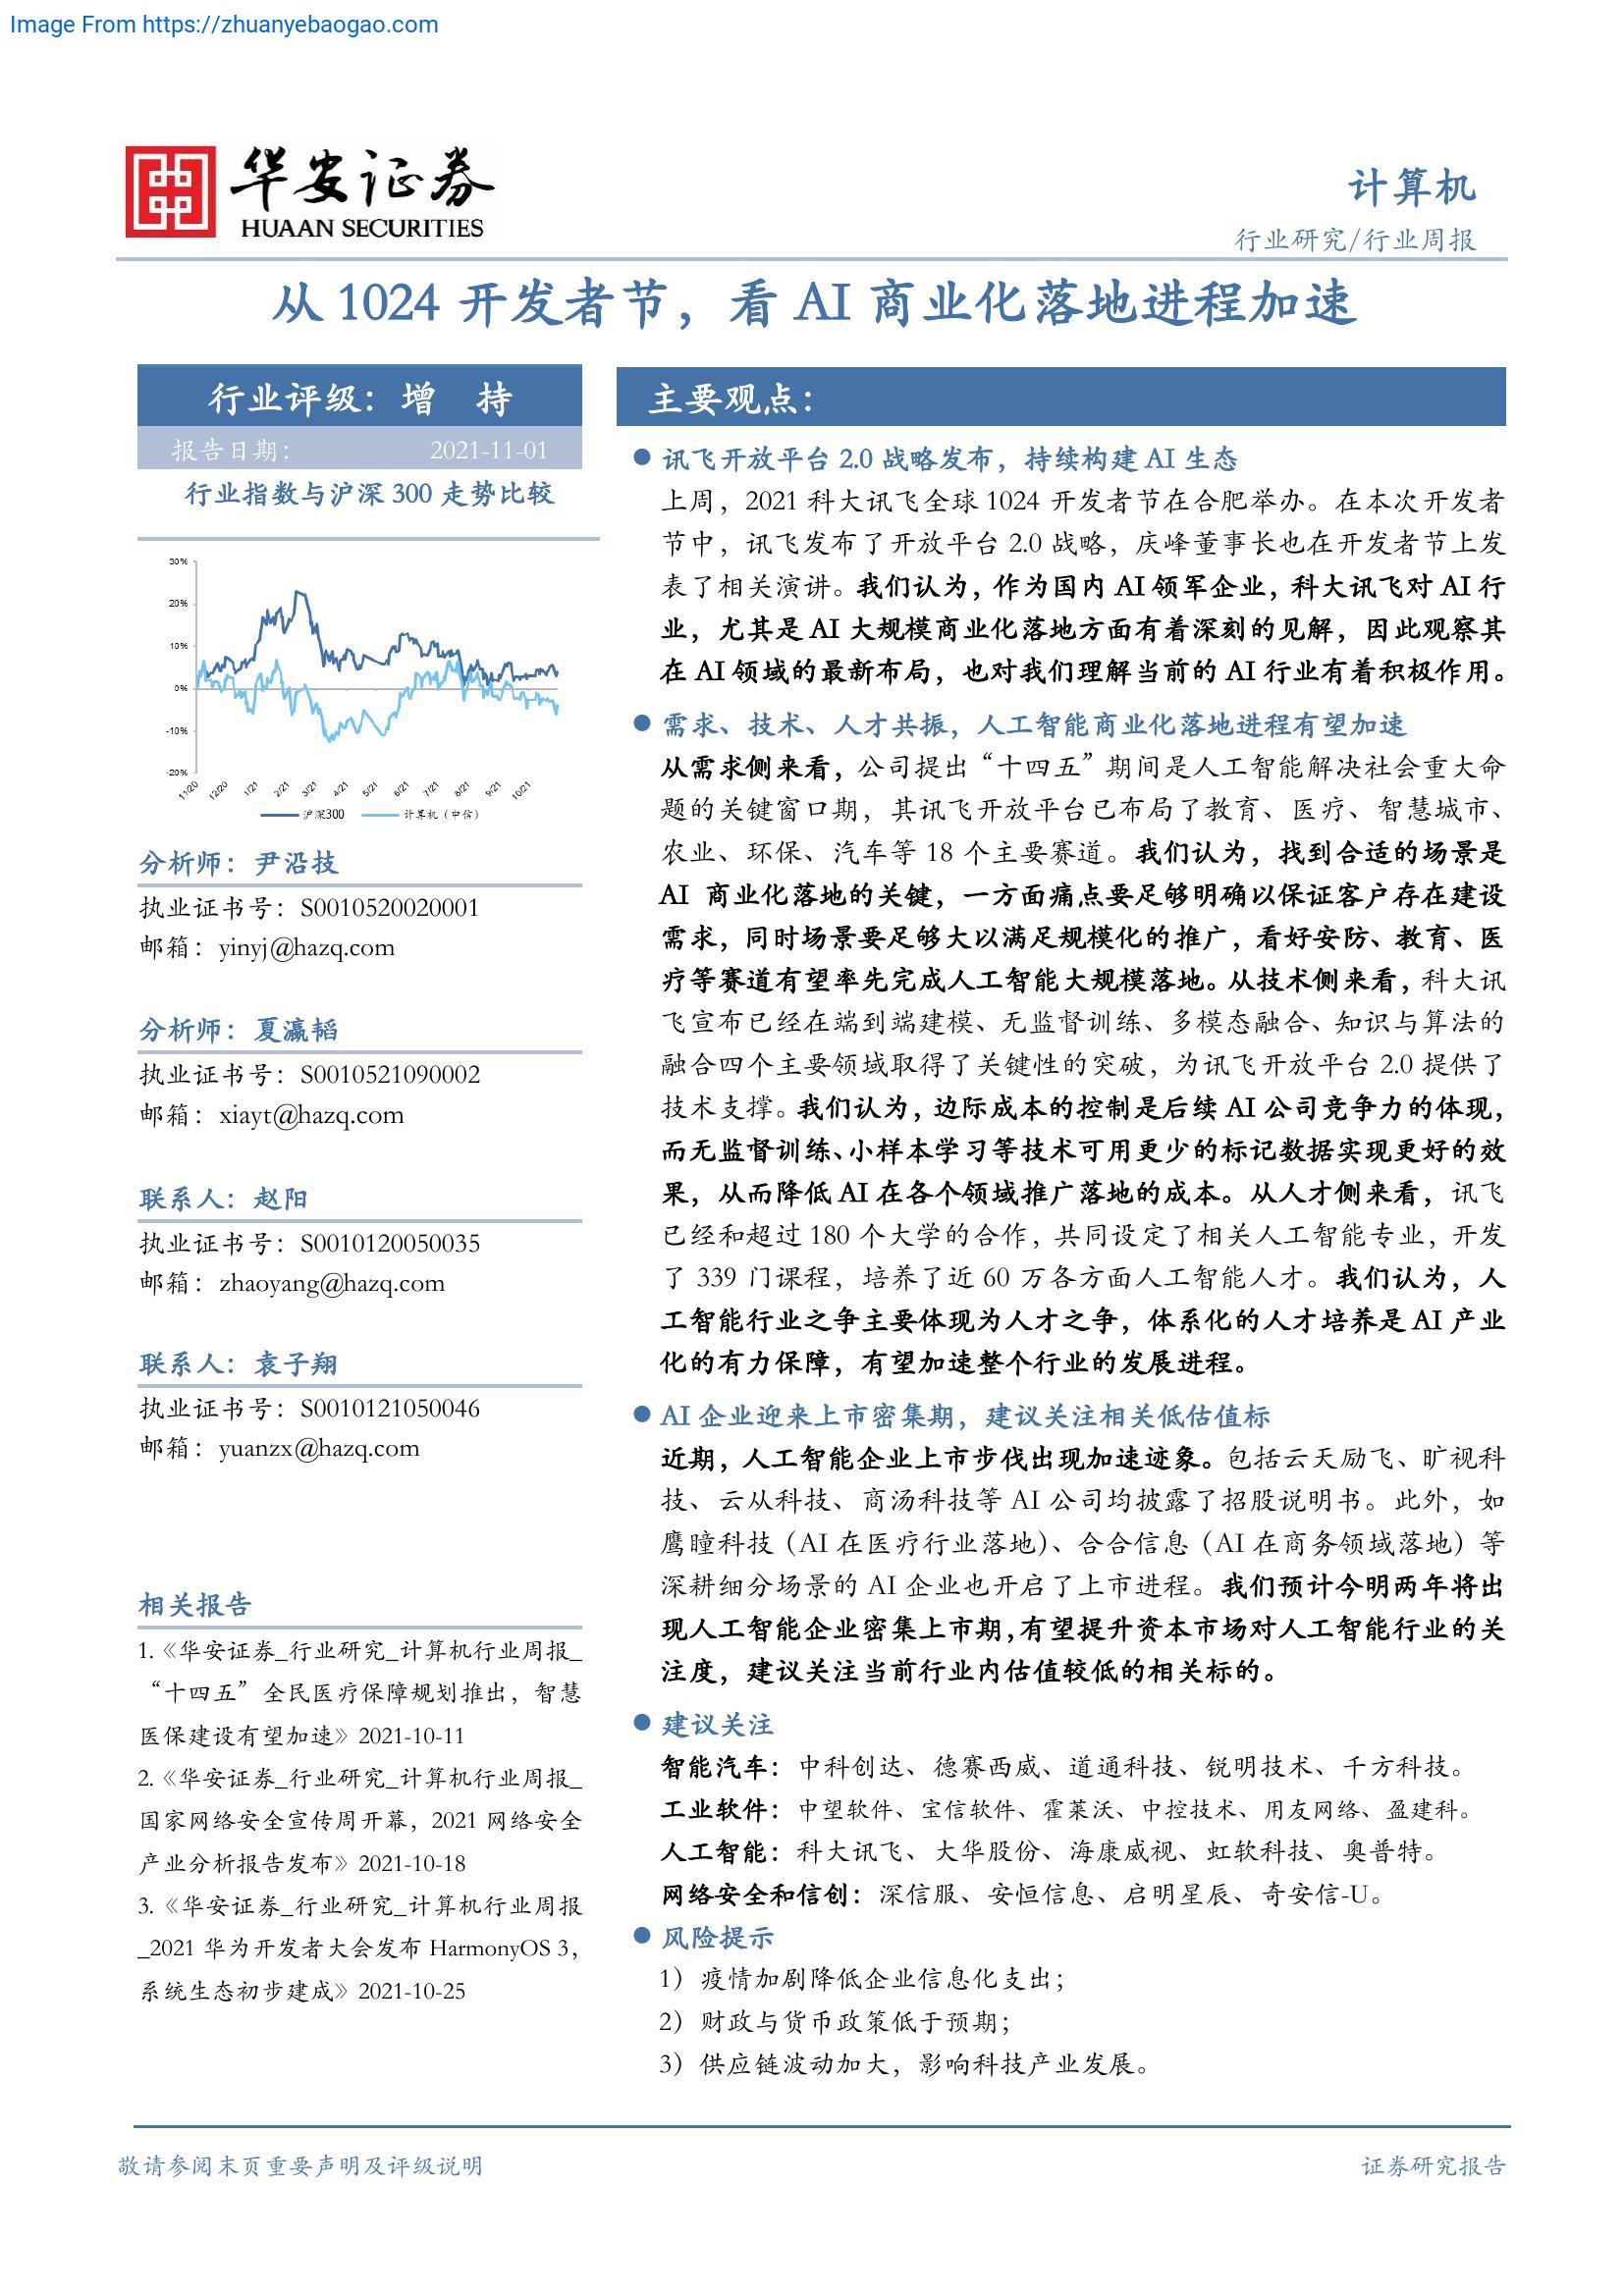 Image From https://zhuanyebaogao.com
华安证券
HUAAN SECURITIES
计算机
行业研究/行业周报
从 1024 开发者节，看 AI 商业化落地进程加速
行业评级：增 持
报告日期： 2021-11-01
行业指数与沪深 300 走势比较
30%
20%
10%
0%
-10%
-20%
11/20 12/20 1/21 2/21 3/21 4/21 5/21 6/21 7/21 8/21 9/21 10/21
沪深300 计算机（中信）
分析师：尹沿技
执业证书号：S0010520020001
邮箱：yinyj@hazq.com
分析师：夏瀛韬
执业证书号：S0010521090002
邮箱：xiayt@hazq.com
联系人：赵阳
执业证书号：S0010120050035
邮箱：zhaoyang@hazq.com
联系人：袁子翔
执业证书号：S0010121050046
邮箱：yuanzx@hazq.com
相关报告
1.《华安证券_行业研究_计算机行业周报_
“十四五”全民医疗保障规划推出，智慧
医保建设有望加速》2021-10-11
2.《华安证券_行业研究_计算机行业周报_
国家网络安全宣传周开幕，2021 网络安全
产业分析报告发布》2021-10-18
3.《华安证券_行业研究_计算机行业周报
_2021 华为开发者大会发布 HarmonyOS 3，
系统生态初步建成》2021-10-25
主要观点：
● 讯飞开放平台 2.0 战略发布，持续构建 AI 生态
上周，2021 科大讯飞全球 1024 开发者节在合肥举办。在本次开发者
节中，讯飞发布了开放平台 2.0 战略，庆峰董事长也在开发者节上发
表了相关演讲。我们认为，作为国内 AI 领军企业，科大讯飞对 AI 行
业，尤其是 AI 大规模商业化落地方面有着深刻的见解，因此观察其
在 AI 领域的最新布局，也对我们理解当前的 AI 行业有着积极作用。
● 需求、技术、人才共振，人工智能商业化落地进程有望加速
从需求侧来看，公司提出“十四五”期间是人工智能解决社会重大命
题的关键窗口期，其讯飞开放平台已布局了教育、医疗、智慧城市、
农业、环保、汽车等 18 个主要赛道。我们认为，找到合适的场景是
AI 商业化落地的关键，一方面痛点要足够明确以保证客户存在建设
需求，同时场景要足够大以满足规模化的推广，看好安防、教育、医
疗等赛道有望率先完成人工智能大规模落地。从技术侧来看，科大讯
飞宣布已经在端到端建模、无监督训练、多模态融合、知识与算法的
融合四个主要领域取得了关键性的突破，为讯飞开放平台 2.0 提供了
技术支撑。我们认为，边际成本的控制是后续 AI 公司竞争力的体现，
而无监督训练、小样本学习等技术可用更少的标记数据实现更好的效
果，从而降低 AI 在各个领域推广落地的成本。从人才侧来看，讯飞
已经和超过 180 个大学的合作，共同设定了相关人工智能专业，开发
了 339 门课程，培养了近 60 万各方面人工智能人才。我们认为，人
工智能行业之争主要体现为人才之争，体系化的人才培养是 AI 产业
化的有力保障，有望加速整个行业的发展进程。
● AI 企业迎来上市密集期，建议关注相关低估值标
近期，人工智能企业上市步伐出现加速迹象。包括云天励飞、旷视科
技、云从科技、商汤科技等 AI 公司均披露了招股说明书。此外，如
鹰瞳科技（AI 在医疗行业落地）、合合信息（AI 在商务领域落地）等
深耕细分场景的 AI 企业也开启了上市进程。我们预计今明两年将出
现人工智能企业密集上市期，有望提升资本市场对人工智能行业的关
注度，建议关注当前行业内估值较低的相关标的。
● 建议关注
智能汽车：中科创达、德赛西威、道通科技、锐明技术、千方科技。
工业软件：中望软件、宝信软件、霍莱沃、中控技术、用友网络、盈建科。
人工智能：科大讯飞、大华股份、海康威视、虹软科技、奥普特。
网络安全和信创：深信服、安恒信息、启明星辰、奇安信-U。
● 风险提示
1）疫情加剧降低企业信息化支出；
2）财政与货币政策低于预期；
3）供应链波动加大，影响科技产业发展。
敬请参阅末页重要声明及评级说明
证券研究报告